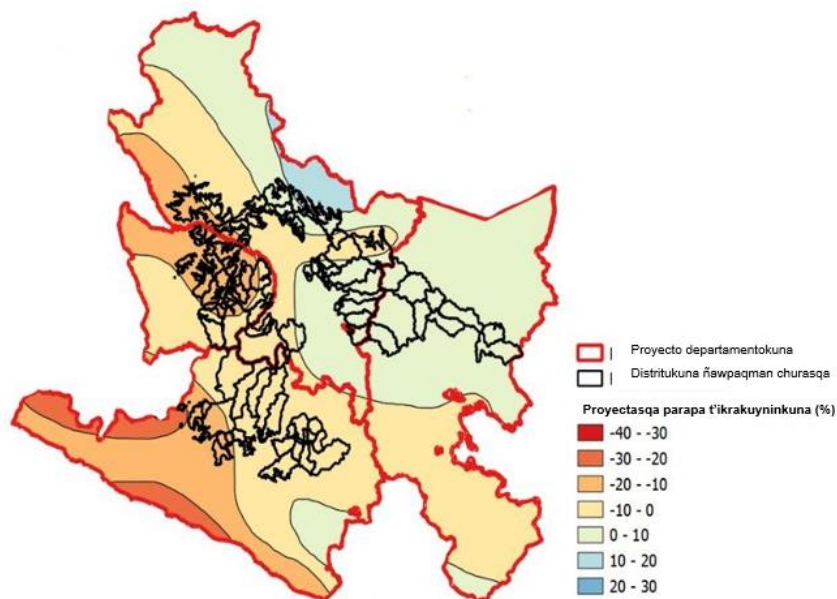 Proyecto departamentokuna
Distritukuna ñawpaqman churasqa
Proyectasqa parapa t'ikrakuyninkuna (%)
-40 - -30
-30 - -20
-20 - -10
-10 - 0
0 - 10
10 - 20
20 - 30